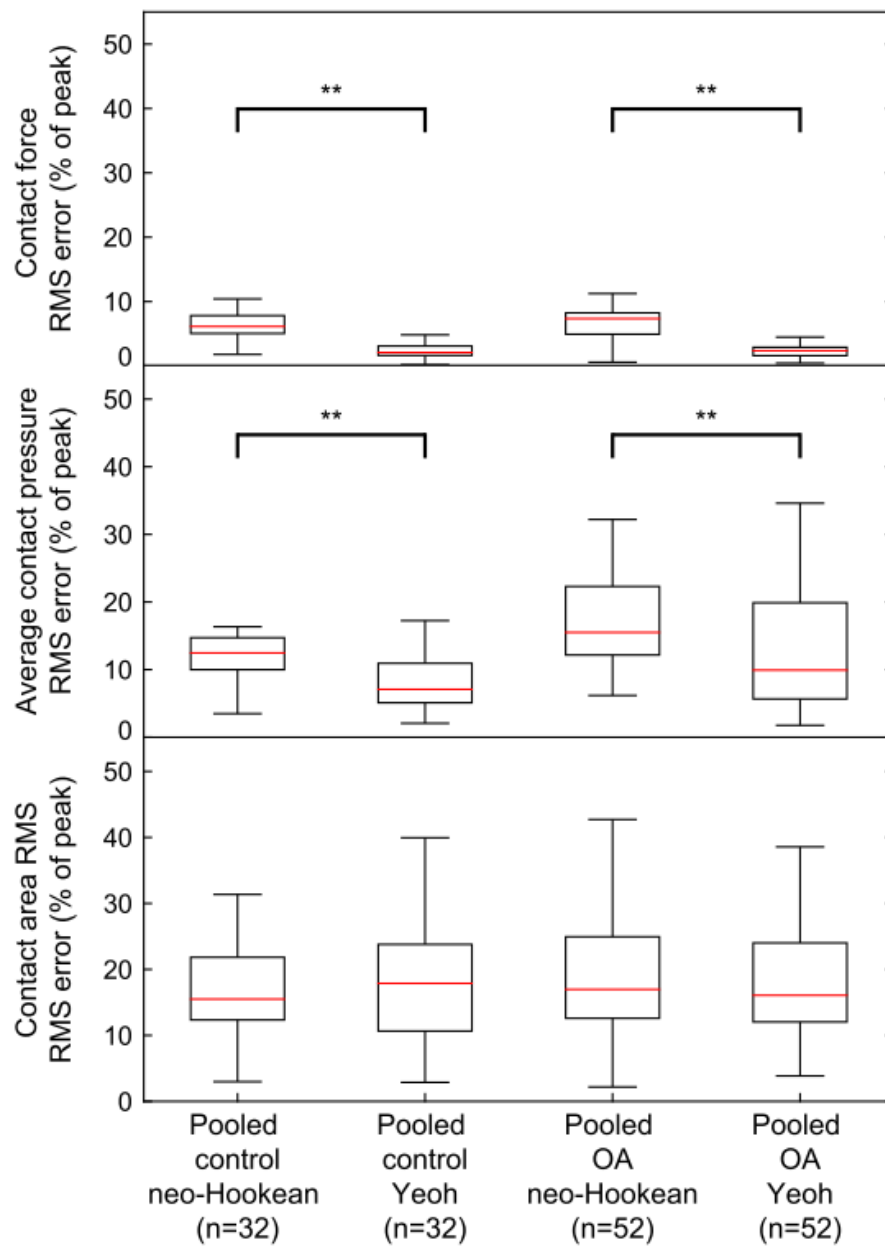 Contact force
RMS error (% of peak)
50
40
30
20
10
0
**
**
Average contact pressure
RMS error (% of peak)
50
40
30
20
10
0
**
**
Contact area RMS
RMS error (% of peak)
50
40
30
20
10
0
Pooled
control
neo-Hookean
(n=32)
Pooled
control
Yeoh
(n=32)
Pooled
OA
neo-Hookean
(n=52)
Pooled
OA
Yeoh
(n=52)